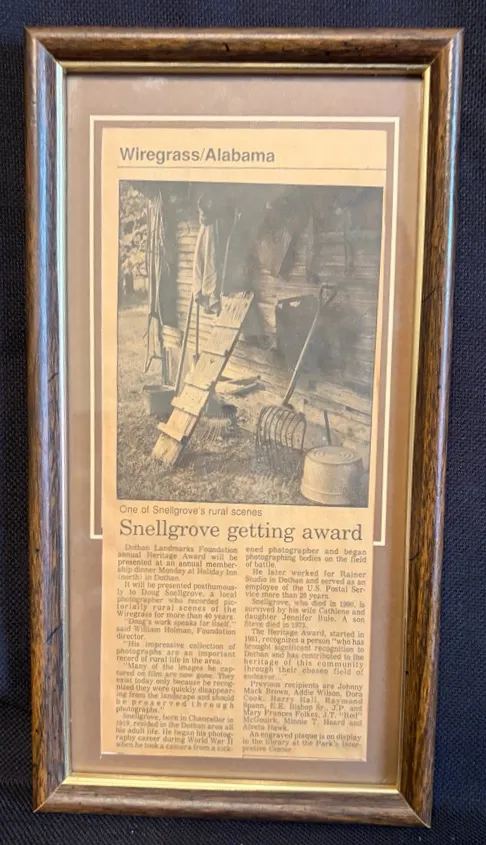 Wiregrass/Alabama
One of Snellgrove's rural scenes
Snellgrove getting award
Dothan Landmarks Foundation
annual Heritage Award will be
presented at an annual member-
ship dinner Monday at Holiday Inn
(north) in Dothan.
It will be presented posthumous-
ly to Doug Snellgrove, a local
photographer who recorded pic-
torially rural scenes of the
Wiregrass for more than 40 years.
"Doug's work speaks for itself,"
said William Holman, Foundation
director.
"His impressive collection of
photographs are an important
record of rural life in the area.
"Many of the images he cap-
tured on film are now gone. They
exist today only because he recog-
nized they were quickly disappear-
ing from the landscape and should
be preserved through
photographs."
Snellgrove, born in Chancellor in
1919, resided in the Dothan area all
his adult life. He began his photog-
raphy career during World War II
when he took a camera from a sick-
ened photographer and began
photographing bodies on the field
of battle.
He later worked for Rainer
Studio in Dothan and served as an
employee of the U.S. Postal Ser-
vice more than 26 years.
Snellgrove, who died in 1990, is
survived by his wife Cathlene and
daughter Jennifer Bule. A son
Steve died in 1973.
The Heritage Award, started in
1981, recognizes a person "who has
brought significant recognition to
Dothan and has contributed to the
heritage of this community
through their chosen field of
endeavor."
Previous recipients are Johnny
Mack Brown, Addie Wilson, Dora
Cook, Harry Hall, Raymond
Spann, E.R. Bishop Sr., J.P. and
Mary Frances Folkes, J.T. "Red"
McGouirk, Minnie T. Heard and
Hawk.
An engraved plaque is on display
in the library at the Park's Inter-
pretive Center.